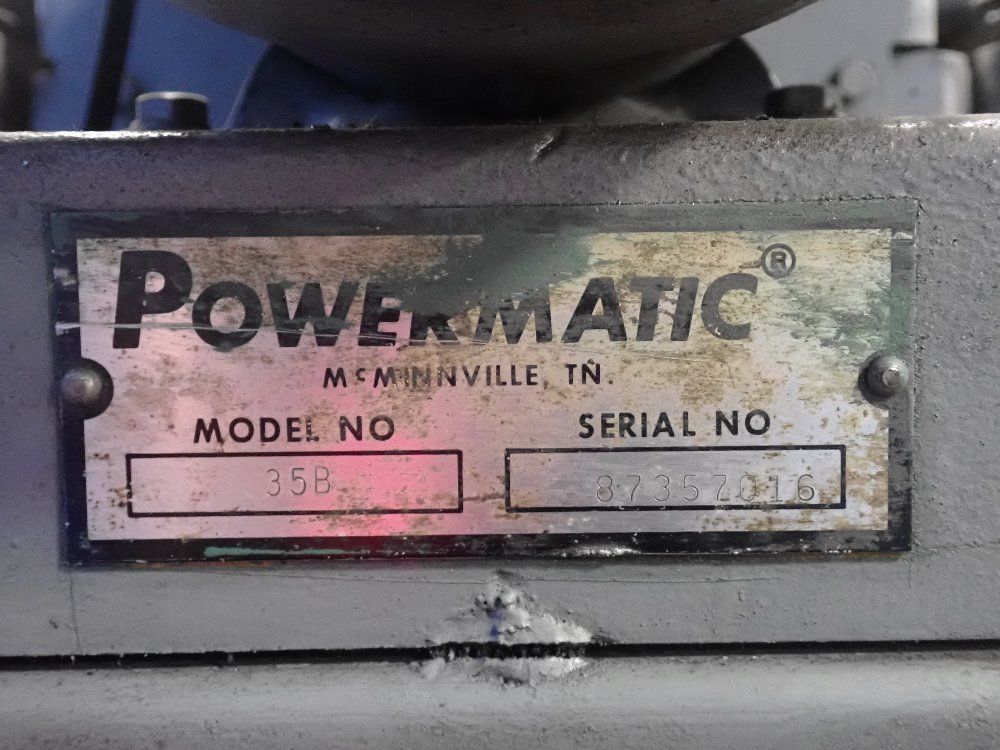 POWERMATIC®
McMINNVILLE, TN.
MODEL NO
SERIAL NO
35B
87357016